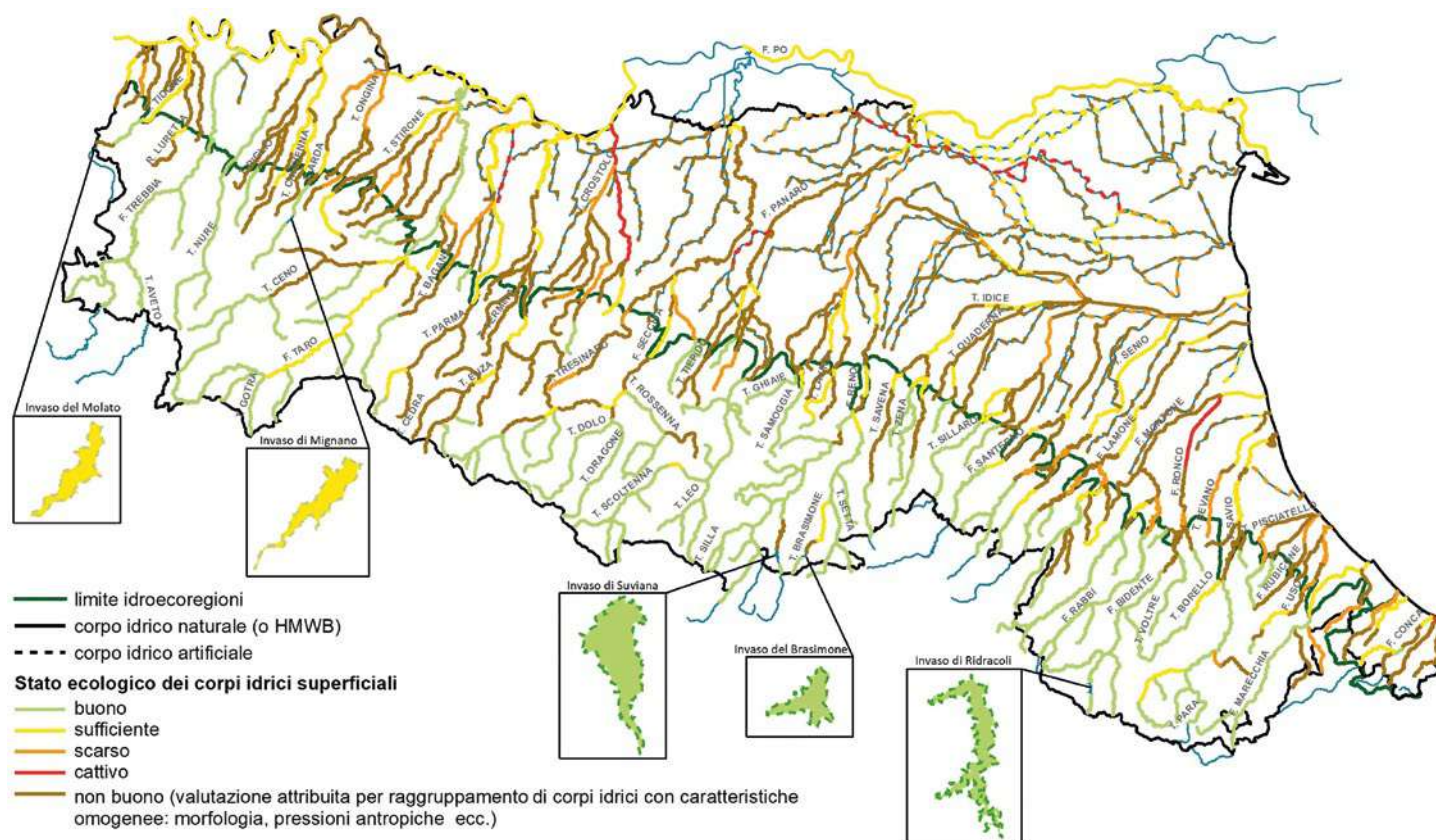 F. PO
T. TIDONE
R. LURETTA
F. TREBBIA
T. NURE
T. AVETO
T. ONGINA
T. STIRONE
T. CENO
F. TARO
GOTRA
T. PARMA
T. ENZA
T. CEDRA
CROSTOLO
T. TRESINARO
F. SECCHIA
T. TIEPIDO
F. PANARO
T. ROSSENNA
T. DOLO
T. DRAGONE
T. SCOLTENNA
T. LEO
T. SILLA
T. GHIAIE
T. SAMOGGIA
F. RENO
T. SAVENA
T. ZENA
T. BRASIMONE
T. SETTA
T. IDICE
T. QUADERNA
T. SILLARO
F. SANTERNO
T. SENIO
F. LAMONE
F. MONTONE
F. RONCO
T. BEVANO
SAVIO
F. RABBI
F. BIDENTE
T. VOLTRE
T. BORELLO
T. PISCIATELLO
F. RUBICONE
F. USO
F. CONCA
T. PARA
F. MARECCHIA
Invaso del Molato
Invaso di Mignano
Invaso di Suviana
Invaso del Brasimone
Invaso di Ridracoli
limite idroecoregioni
corpo idrico naturale (o HMWB)
corpo idrico artificiale
Stato ecologico dei corpi idrici superficiali
buono
sufficiente
scarso
cattivo
non buono (valutazione attribuita per raggruppamento di corpi idrici con caratteristiche
omogenee: morfologia, pressioni antropiche ecc.)